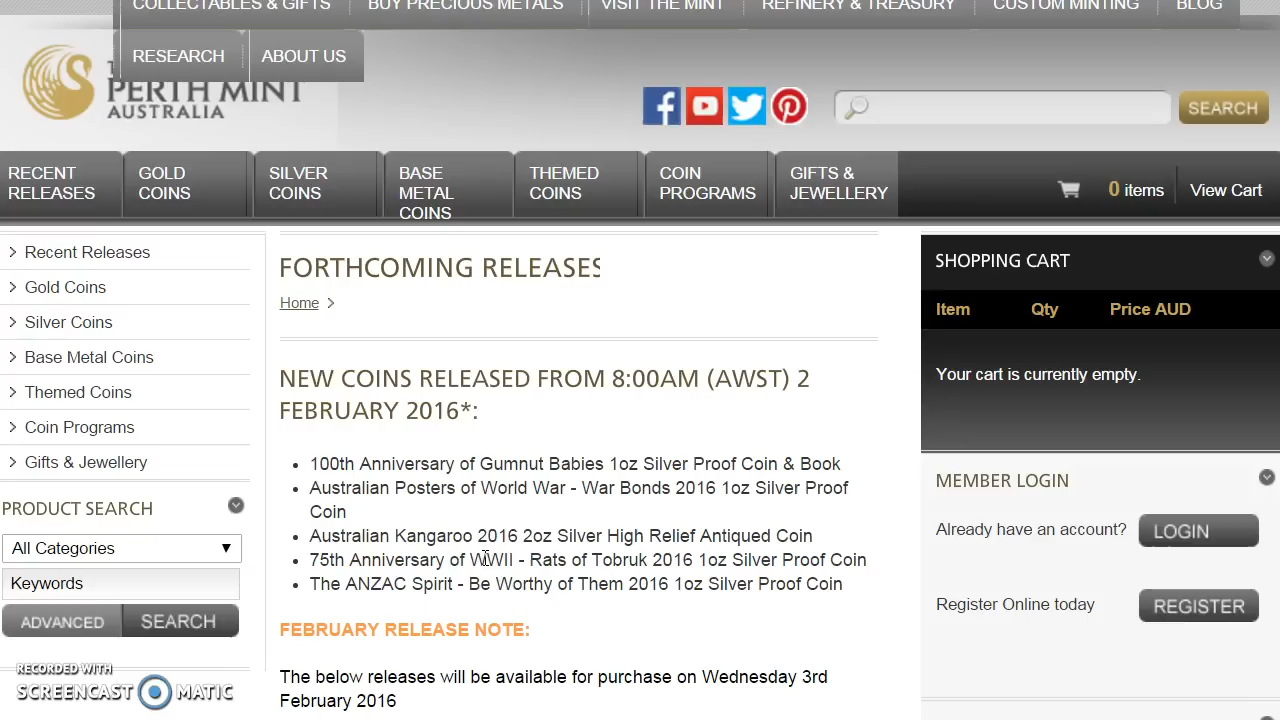 COLLECTABLES & GIFTS
BUY PRECIOUS METALS
VISIT THE MINT
REFINERY & TREASURY
CUSTOM MINTING
BLOG
RESEARCH
ABOUT US
PERTH MINT
AUSTRALIA
SEARCH
RECENT
RELEASES
GOLD
COINS
SILVER
COINS
BASE
METAL
COINS
THEMED
COINS
COIN
PROGRAMS
GIFTS &
JEWELLERY
0 items
View Cart
Recent Releases
Gold Coins
Silver Coins
Base Metal Coins
Themed Coins
Coin Programs
Gifts & Jewellery
PRODUCT SEARCH
All Categories
Keywords
ADVANCED
SEARCH
FORTHCOMING RELEASES
Home
NEW COINS RELEASED FROM 8:00AM (AWST) 2
FEBRUARY 2016*:
• 100th Anniversary of Gumnut Babies 1oz Silver Proof Coin & Book
• Australian Posters of World War - War Bonds 2016 1oz Silver Proof
Coin
• Australian Kangaroo 2016 2oz Silver High Relief Antiqued Coin
• 75th Anniversary of WWII - Rats of Tobruk 2016 1oz Silver Proof Coin
• The ANZAC Spirit - Be Worthy of Them 2016 1oz Silver Proof Coin
FEBRUARY RELEASE NOTE:
The below releases will be available for purchase on Wednesday 3rd
February 2016
SHOPPING CART
Item Qty Price AUD
Your cart is currently empty.
MEMBER LOGIN
Already have an account?
LOGIN
Register Online today
REGISTER
RECORDED WITH
SCREENCAST MATIC